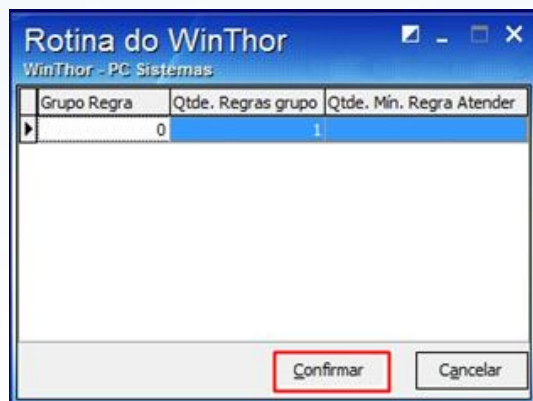 Rotina do WinThor
WinThor - PC Sistemas
Grupo Regra Qtde. Regras grupo Qtde. Mín. Regra Atender
0 1
Confirmar Cancelar